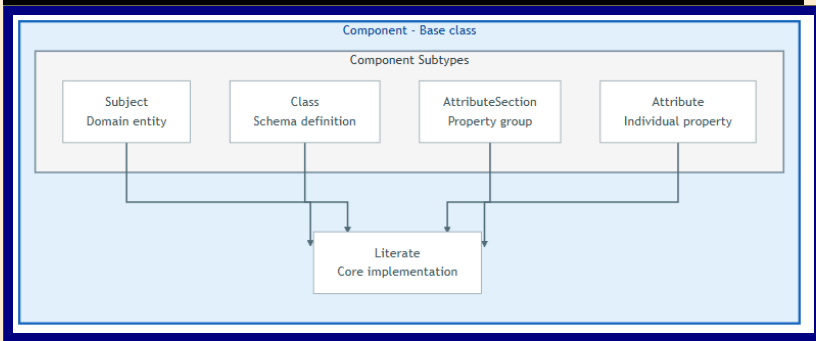 Component - Base class
Component Subtypes
Subject
Domain entity
Class
Schema definition
AttributeSection
Property group
Attribute
Individual property
Literate
Core implementation